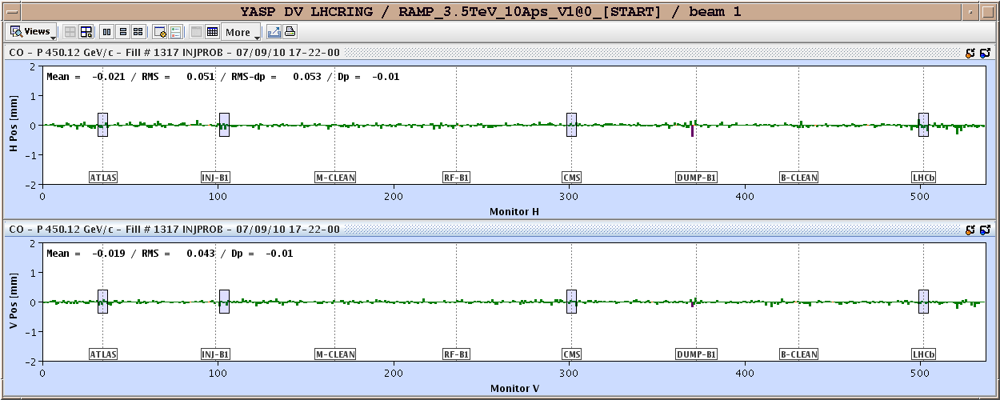 YASP DV LHCRING / RAMP_3.5TeV_10Aps_V1@0_[START] / beam 1
Views More
CO - P 450.12 GeV/c - Fill # 1317 INJPROB - 07/09/10 17-22-00
Mean = -0.021 / RMS = 0.051 / RMS-dp = 0.053 / Dp = -0.01
H Pos [mm]
2
1
0
-1
-2
ATLAS INJ-B1 M-CLEAN RF-B1 CMS DUMP-B1 B-CLEAN LHCb
0 100 200 300 400 500
Monitor H
CO - P 450.12 GeV/c - Fill # 1317 INJPROB - 07/09/10 17-22-00
Mean = -0.019 / RMS = 0.043 / Dp = -0.01
V Pos [mm]
2
1
0
-1
-2
ATLAS INJ-B1 M-CLEAN RF-B1 CMS DUMP-B1 B-CLEAN LHCb
0 100 200 300 400 500
Monitor V